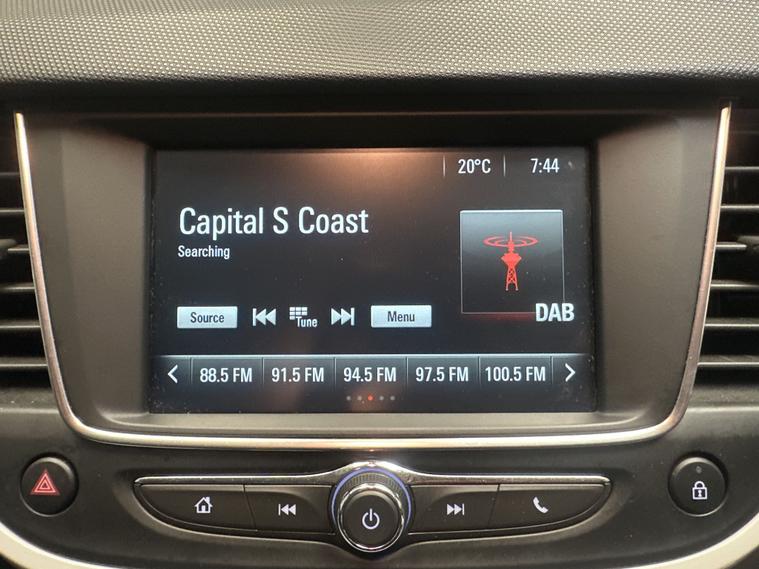 20°C 7:44
Capital S Coast
Searching
DAB
Source Tune Menu
88.5 FM 91.5 FM 94.5 FM 97.5 FM 100.5 FM